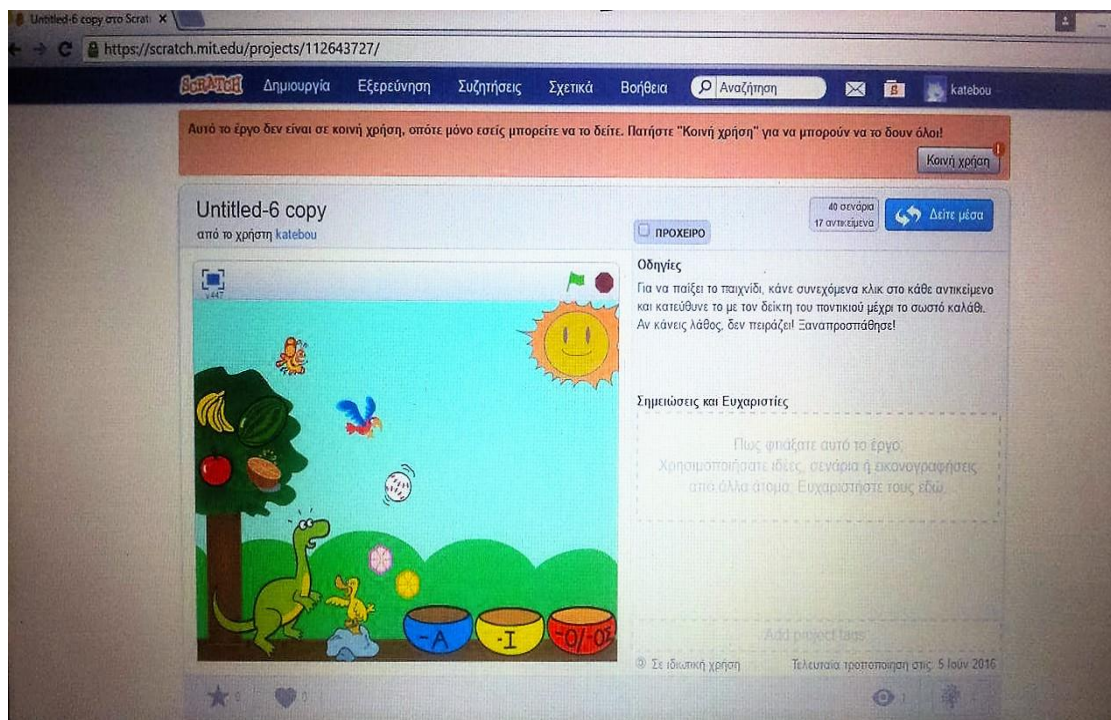 Untitled-6 copy στο Scrat
https://scratch.mit.edu/projects/112643727/
SCRATCH Δημιουργία Εξερεύνηση Συζητήσεις Σχετικά Βοήθεια Αναζήτηση katebou
Αυτό το έργο δεν είναι σε κοινή χρήση, οπότε μόνο εσείς μπορείτε να το δείτε. Πατήστε "Κοινή χρήση" για να μπορούν να το δουν όλοι!
Κοινή χρήση
Untitled-6 copy
από το χρήστη katebou
ΠΡΟΧΕΙΡΟ
40 σενάρια
17 αντικείμενα
Δείτε μέσα
v447
Οδηγίες
Για να παίξει το παιχνίδι, κάνε συνεχόμενα κλικ στο κάθε αντικείμενο
και κατεύθυνε το με τον δείκτη του ποντικιού μέχρι το σωστό καλάθι.
Αν κάνεις λάθος, δεν πειράζει! Ξαναπροσπάθησε!
Σημειώσεις και Ευχαριστίες
Πως φτιάξατε αυτό το έργο;
Χρησιμοποιήσατε ιδέες, σενάρια ή εικονογραφήσεις
από άλλα άτομα; Ευχαριστήστε τους εδώ.
-Α -Ι -Ο/-ΟΣ
Add project tags
Σε ιδιωτική χρήση Τελευταία τροποποίηση στις: 5 Ιούν 2016